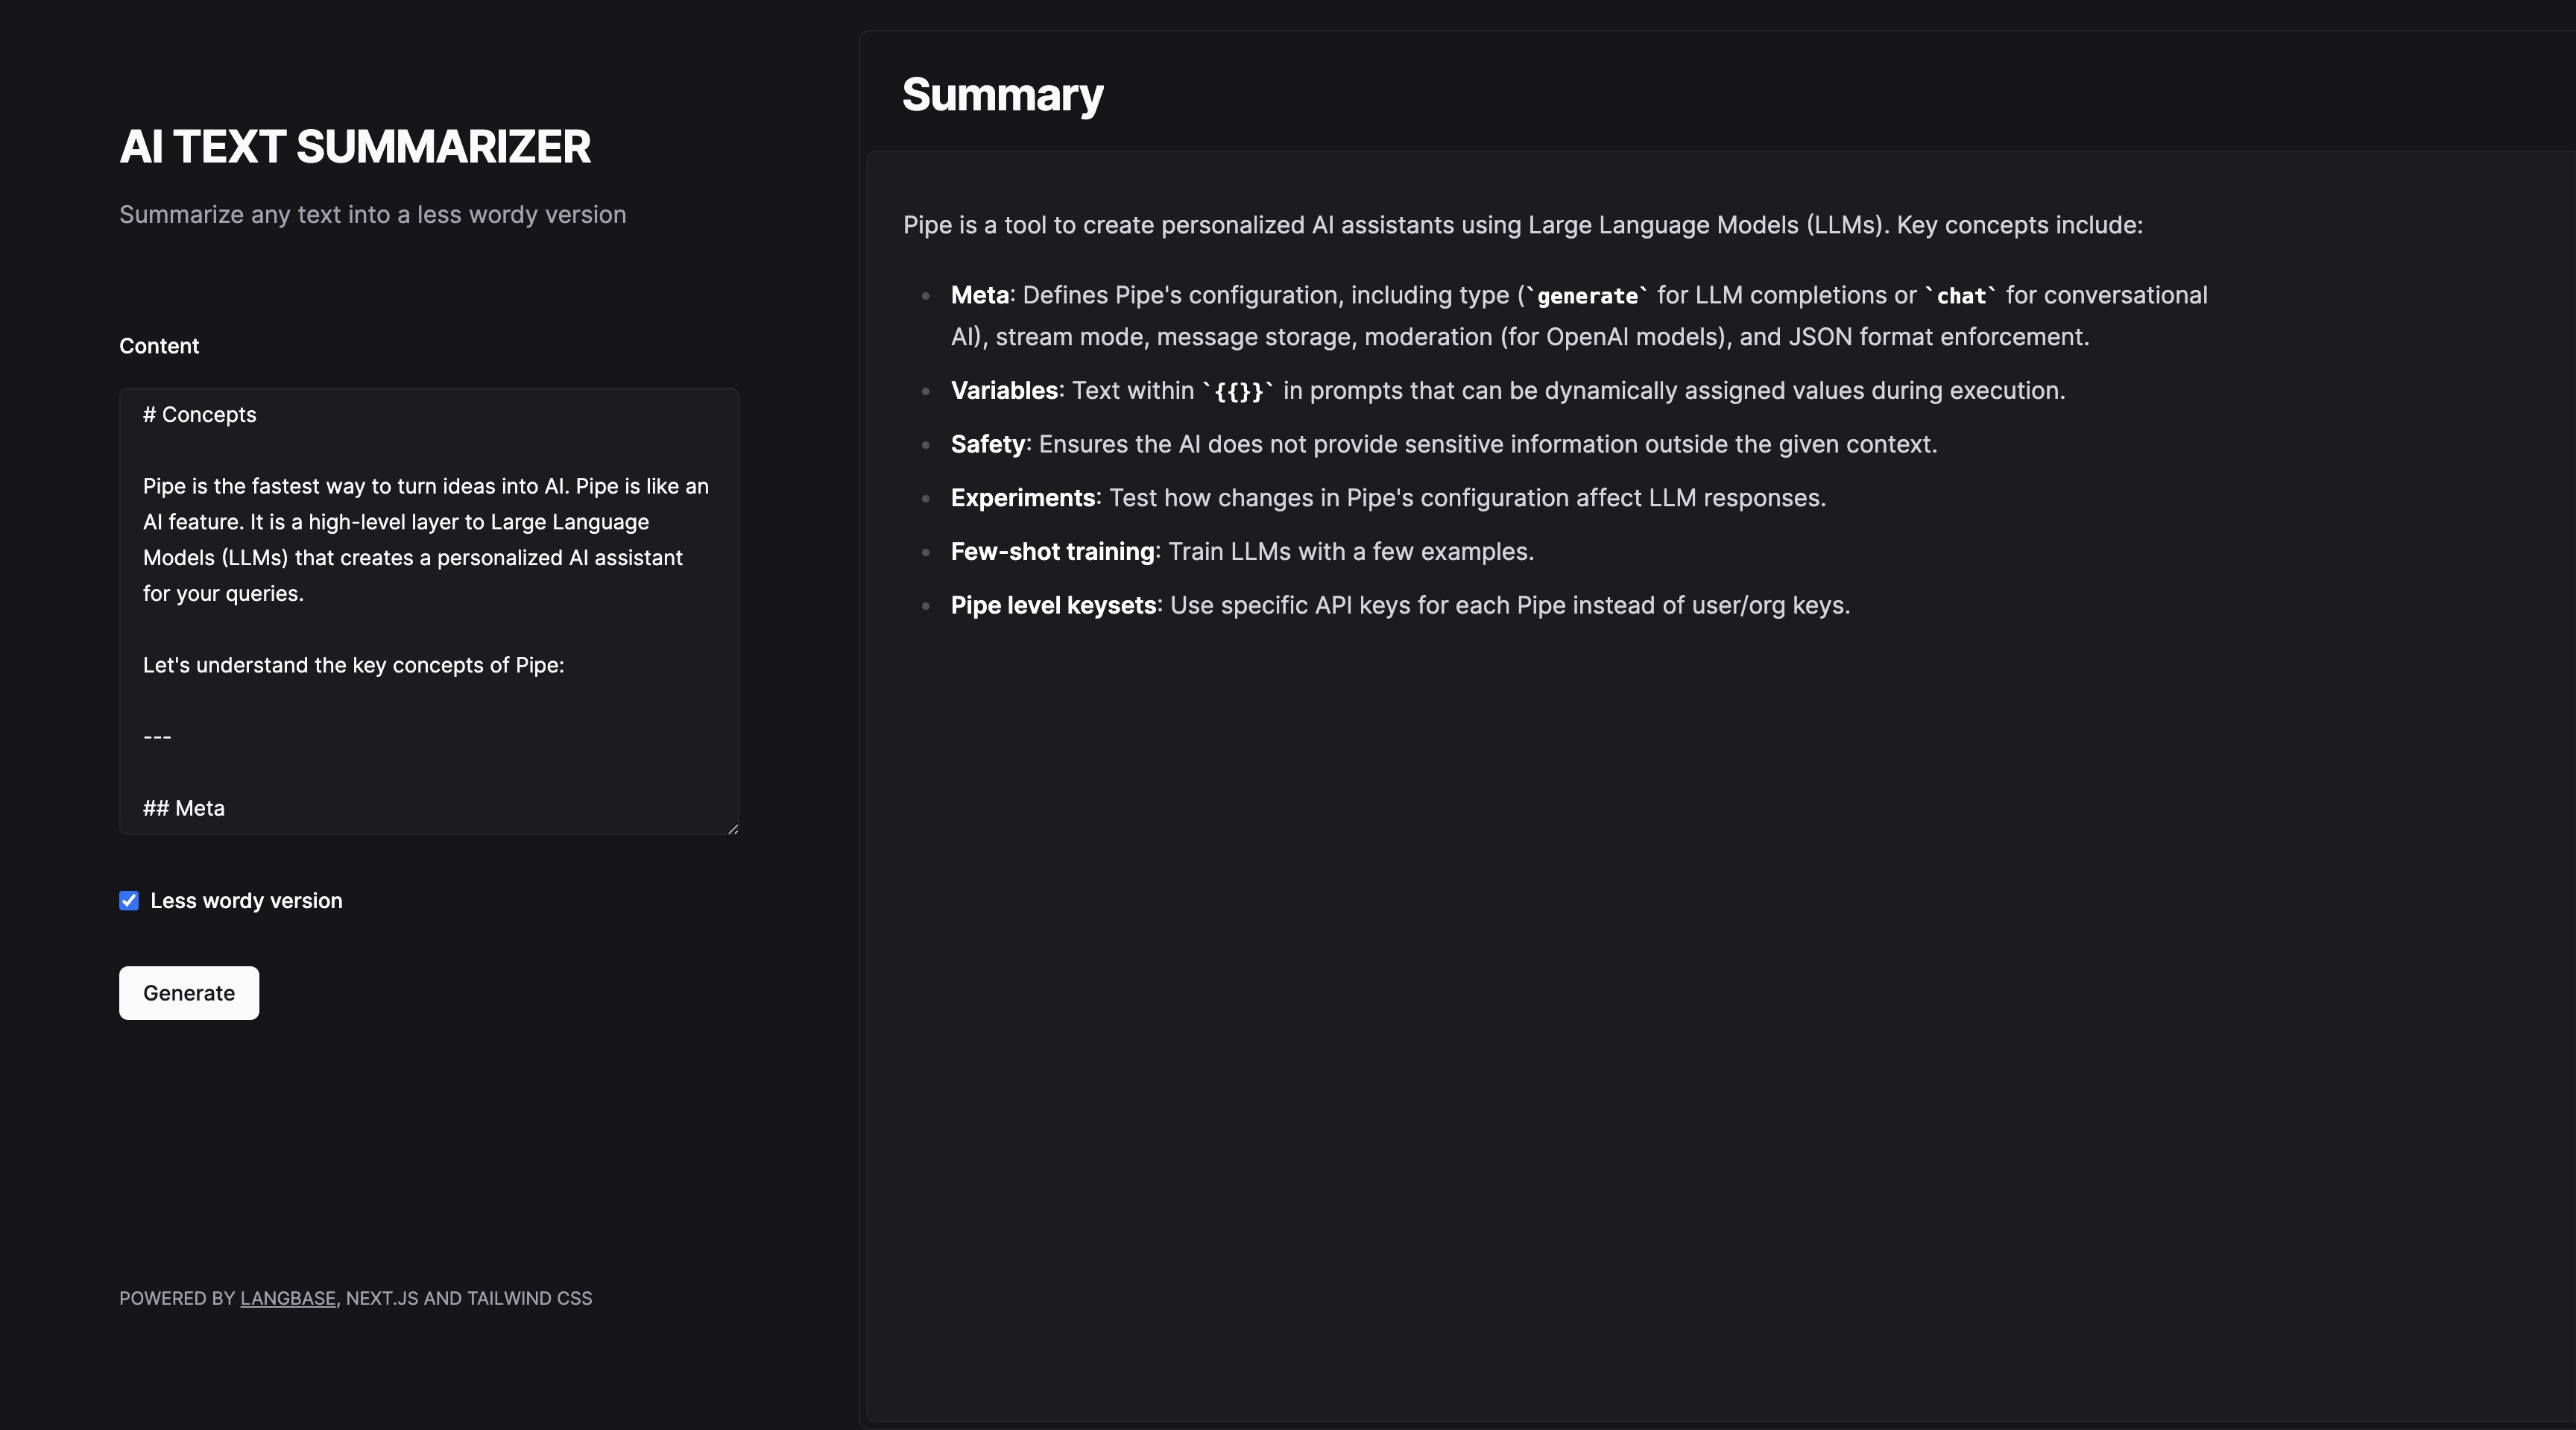 AI TEXT SUMMARIZER
Summarize any text into a less wordy version
Content
# Concepts
Pipe is the fastest way to turn ideas into AI. Pipe is like an
AI feature. It is a high-level layer to Large Language
Models (LLMs) that creates a personalized AI assistant
for your queries.
Let's understand the key concepts of Pipe:
---
## Meta
Less wordy version
Generate
POWERED BY LANGBASE, NEXT.JS AND TAILWIND CSS
Summary
Pipe is a tool to create personalized AI assistants using Large Language Models (LLMs). Key concepts include:
• Meta: Defines Pipe's configuration, including type (`generate` for LLM completions or `chat` for conversational
AI), stream mode, message storage, moderation (for OpenAI models), and JSON format enforcement.
• Variables: Text within `{{}}` in prompts that can be dynamically assigned values during execution.
• Safety: Ensures the AI does not provide sensitive information outside the given context.
• Experiments: Test how changes in Pipe's configuration affect LLM responses.
• Few-shot training: Train LLMs with a few examples.
• Pipe level keysets: Use specific API keys for each Pipe instead of user/org keys.